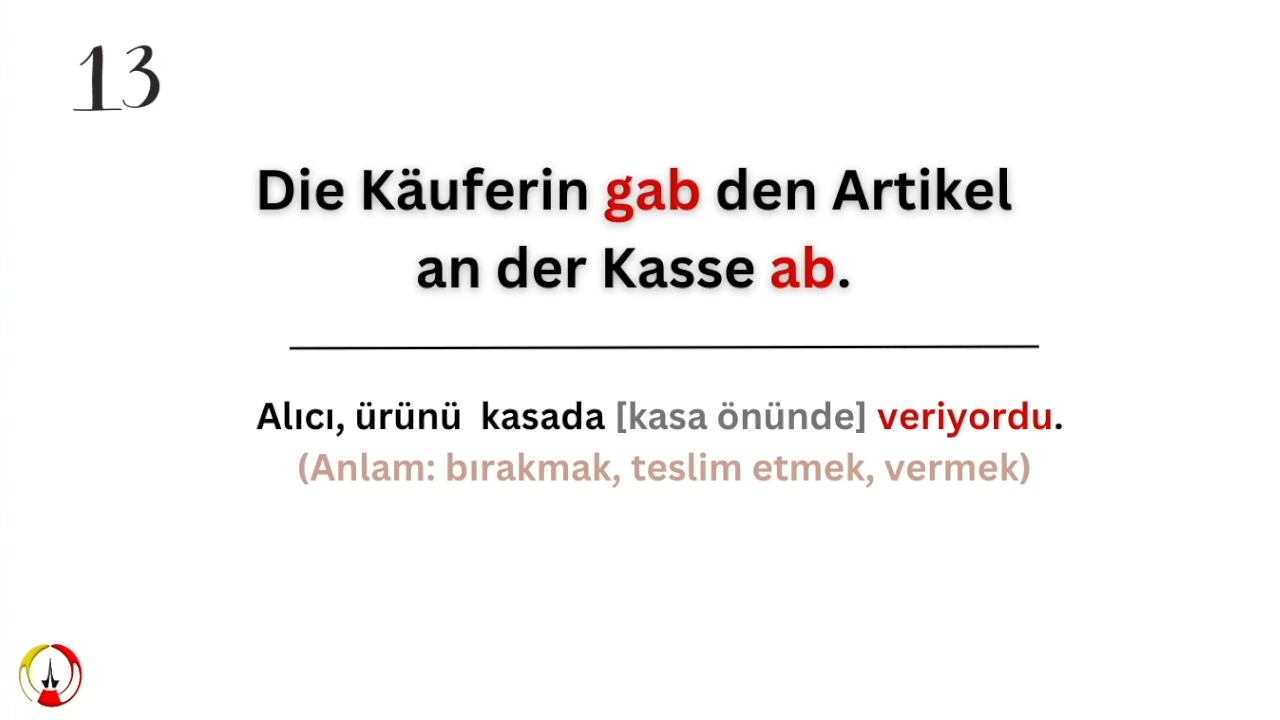 13
Die Käuferin gab den Artikel
an der Kasse ab.
Alıcı, ürünü kasada [kasa önünde] veriyordu.
(Anlam: bırakmak, teslim etmek, vermek)